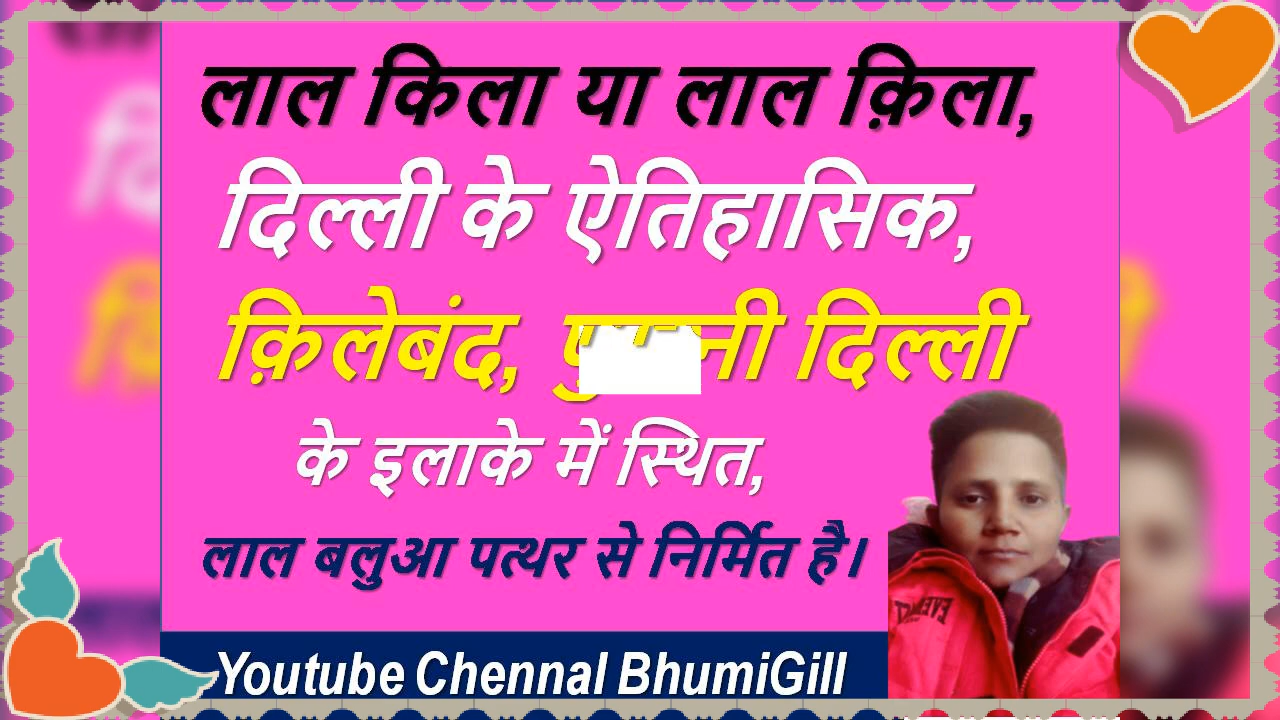 लाल किला या लाल क़िला,
दिल्ली के ऐतिहासिक,
क़िलेबंद, दिल्ली
के इलाके में स्थित,
लाल बलुआ पत्थर से निर्मित है।
Youtube Chennal BhumiGill